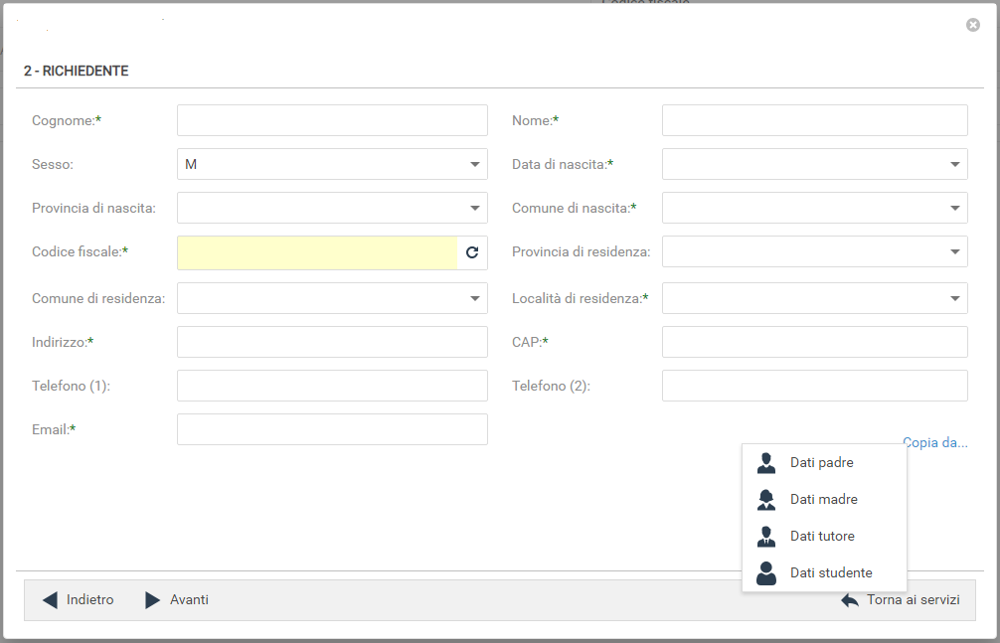 2 - RICHIEDENTE
Cognome:* Nome:*
Sesso: M Data di nascita:*
Provincia di nascita: Comune di nascita:*
Codice fiscale:* Provincia di residenza:
Comune di residenza: Località di residenza:*
Indirizzo:* CAP:*
Telefono (1): Telefono (2):
Email:*
Copia da...
Dati padre
Dati madre
Dati tutore
Dati studente
Indietro Avanti Torna ai servizi